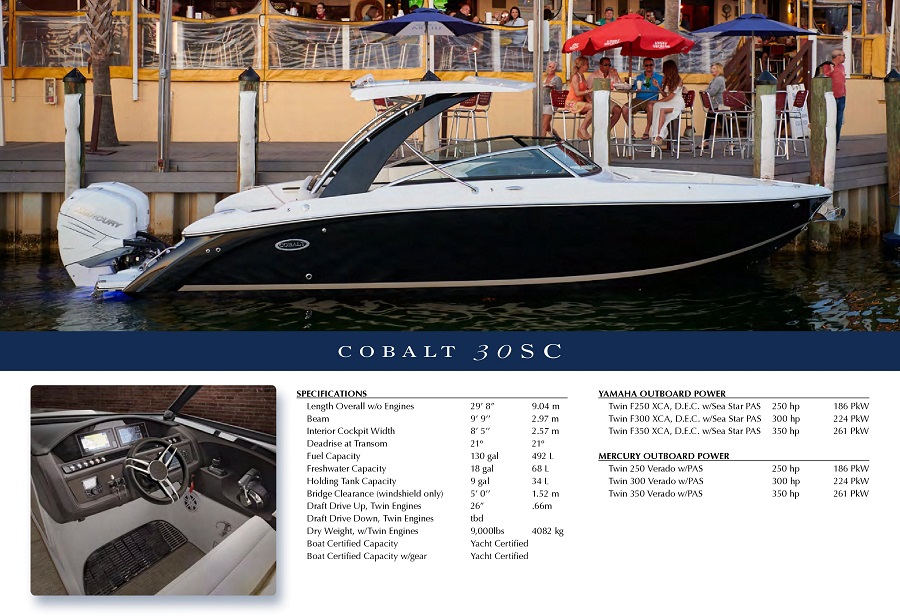 MERCURY
COBALT
COBALT 30SC
SPECIFICATIONS
Length Overall w/o Engines 29' 8" 9.04 m
Beam 9' 9'' 2.97 m
Interior Cockpit Width 8' 5'' 2.57 m
Deadrise at Transom 21º 21º
Fuel Capacity 130 gal 492 L
Freshwater Capacity 18 gal 68 L
Holding Tank Capacity 9 gal 34 L
Bridge Clearance (windshield only) 5' 0'' 1.52 m
Draft Drive Up, Twin Engines 26" .66m
Draft Drive Down, Twin Engines tbd
Dry Weight, w/Twin Engines 9,000lbs 4082 kg
Boat Certified Capacity Yacht Certified
Boat Certified Capacity w/gear Yacht Certified
YAMAHA OUTBOARD POWER
Twin F250 XCA, D.E.C. w/Sea Star PAS 250 hp 186 PkW
Twin F300 XCA, D.E.C. w/Sea Star PAS 300 hp 224 PkW
Twin F350 XCA, D.E.C. w/Sea Star PAS 350 hp 261 PkW
MERCURY OUTBOARD POWER
Twin 250 Verado w/PAS 250 hp 186 PkW
Twin 300 Verado w/PAS 300 hp 224 PkW
Twin 350 Verado w/PAS 350 hp 261 PkW